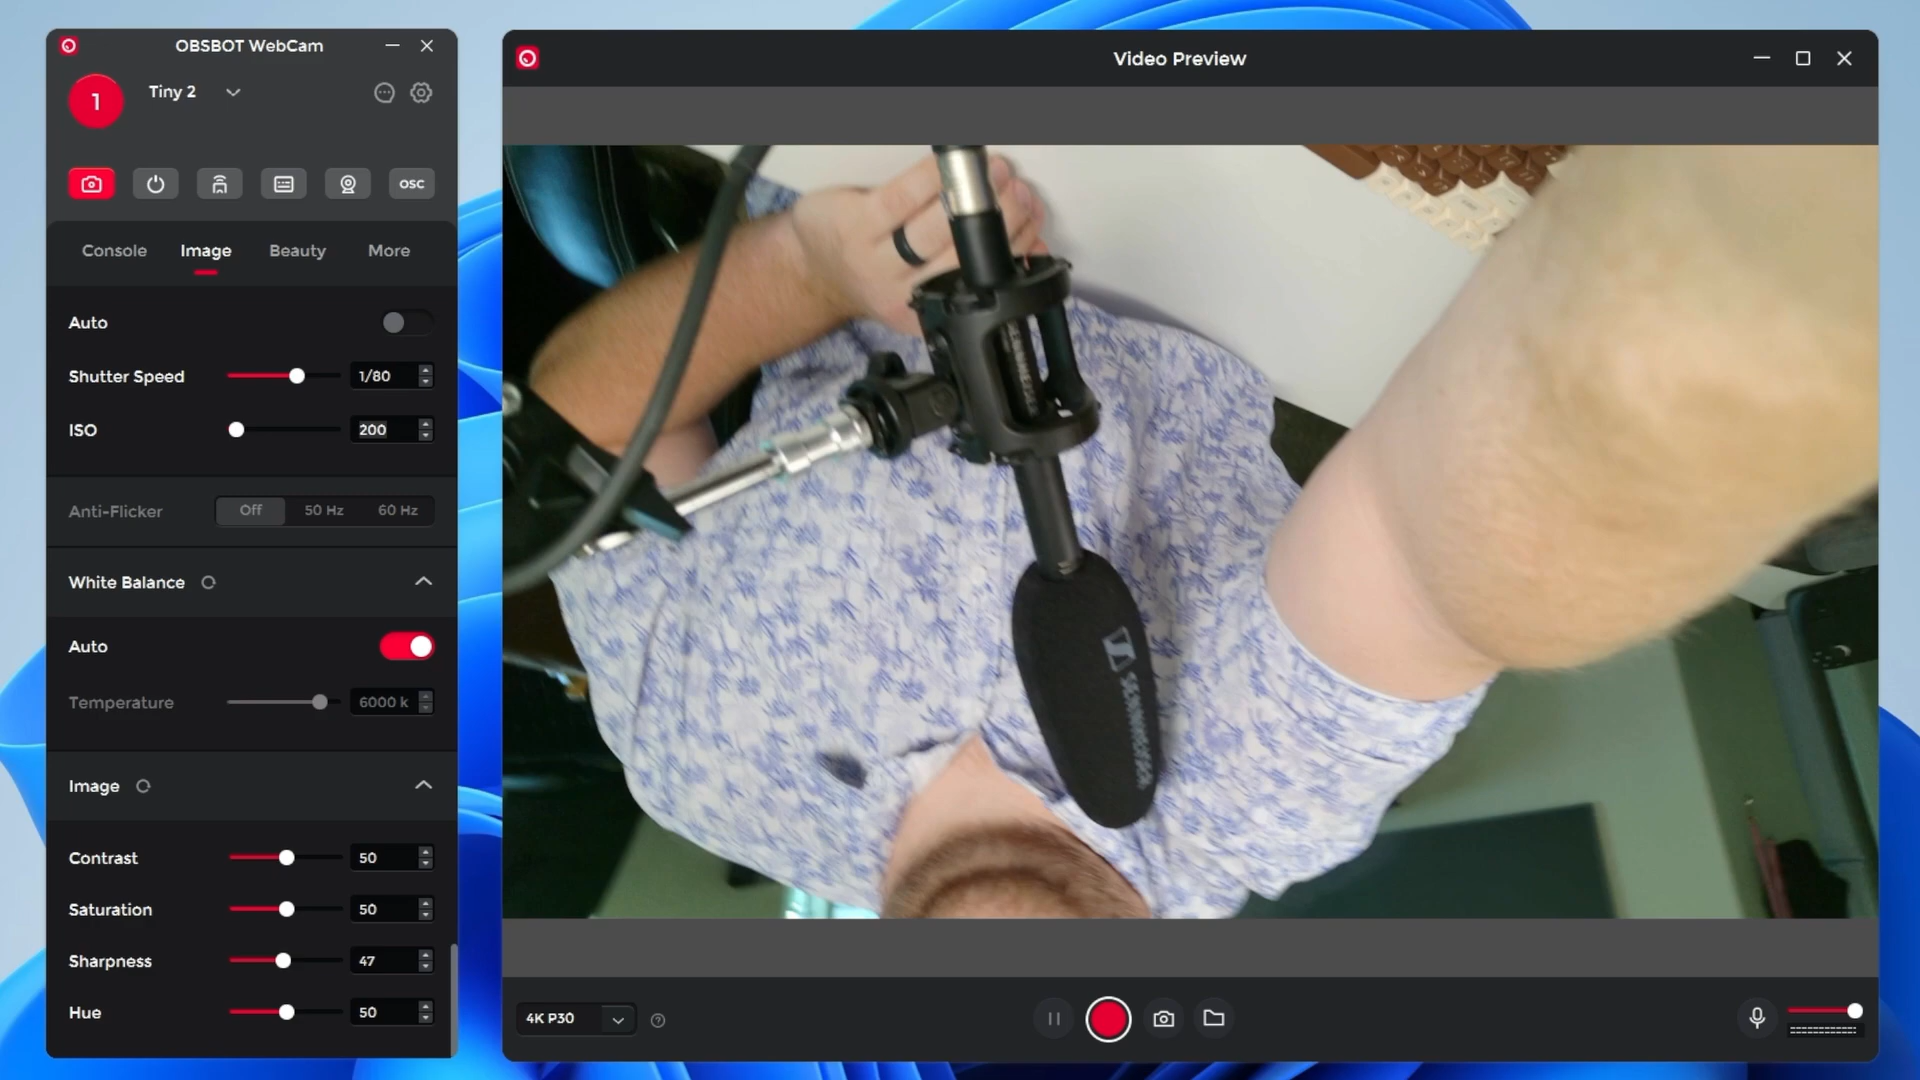 OBSBOT WebCam
1
Tiny 2
OSC
Console Image Beauty More
Auto
Shutter Speed 1/80
ISO 200
Anti-Flicker Off 50 Hz 60 Hz
White Balance
Auto
Temperature 6000 k
Image
Contrast 50
Saturation 50
Sharpness 47
Hue 50
Video Preview
SENNHEISER
SENNHEISER
4K P30